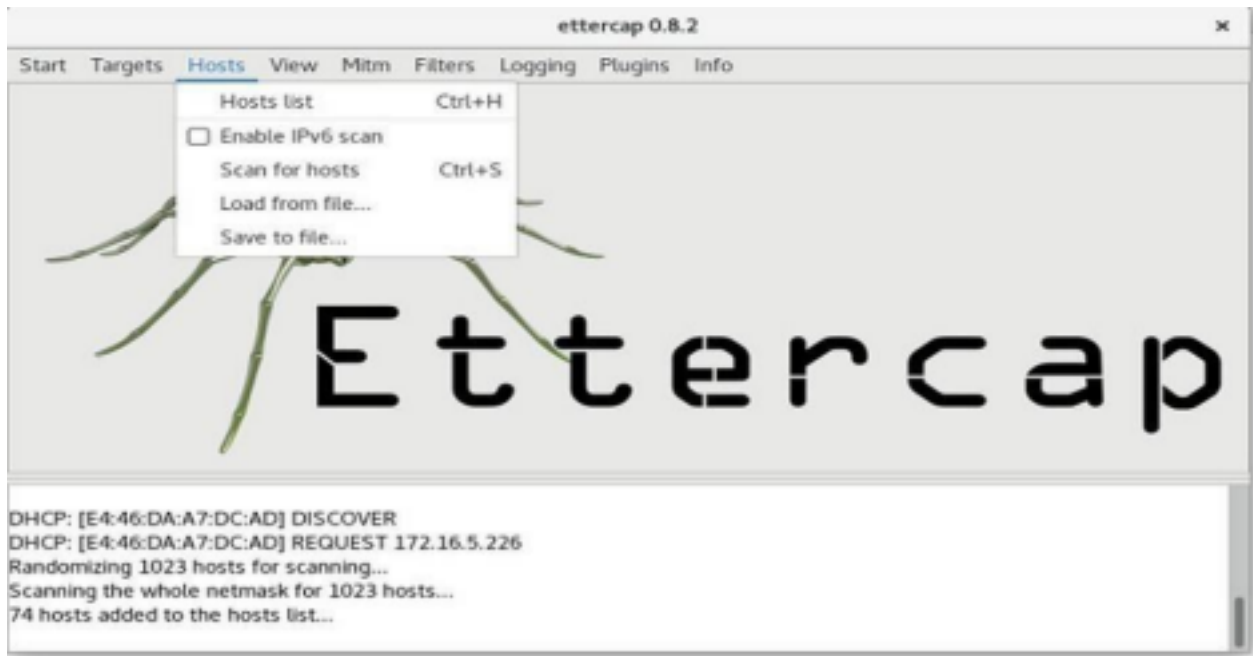 ettercap 0.8.2 ×
Start Targets Hosts View Mitm Filters Logging Plugins Info
Hosts list Ctrl+H
Enable IPv6 scan
Scan for hosts Ctrl+S
Load from file...
Save to file...
Ettercap
DHCP: [E4:46:DA:A7:DC:AD] DISCOVER
DHCP: [E4:46:DA:A7:DC:AD] REQUEST 172.16.5.226
Randomizing 1023 hosts for scanning...
Scanning the whole netmask for 1023 hosts...
74 hosts added to the hosts list...